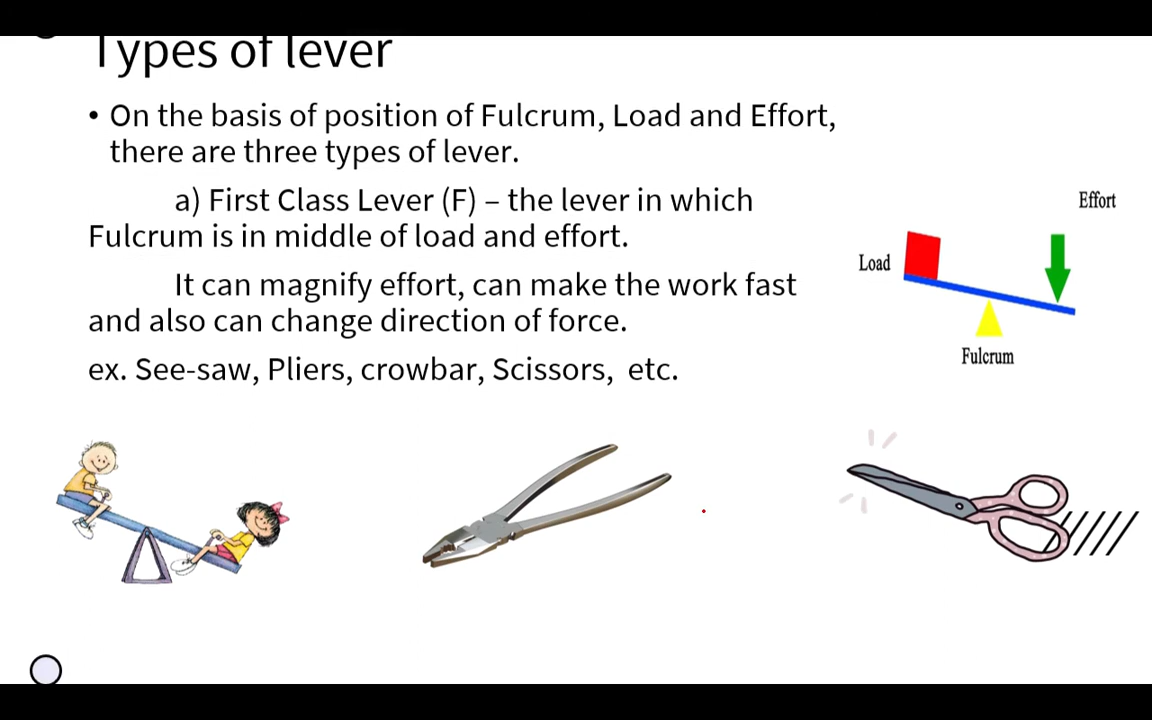 Types of lever
• On the basis of position of Fulcrum, Load and Effort,
there are three types of lever.
a) First Class Lever (F) – the lever in which
Fulcrum is in middle of load and effort.
It can magnify effort, can make the work fast
and also can change direction of force.
ex. See-saw, Pliers, crowbar, Scissors, etc.
Effort
Load
Fulcrum